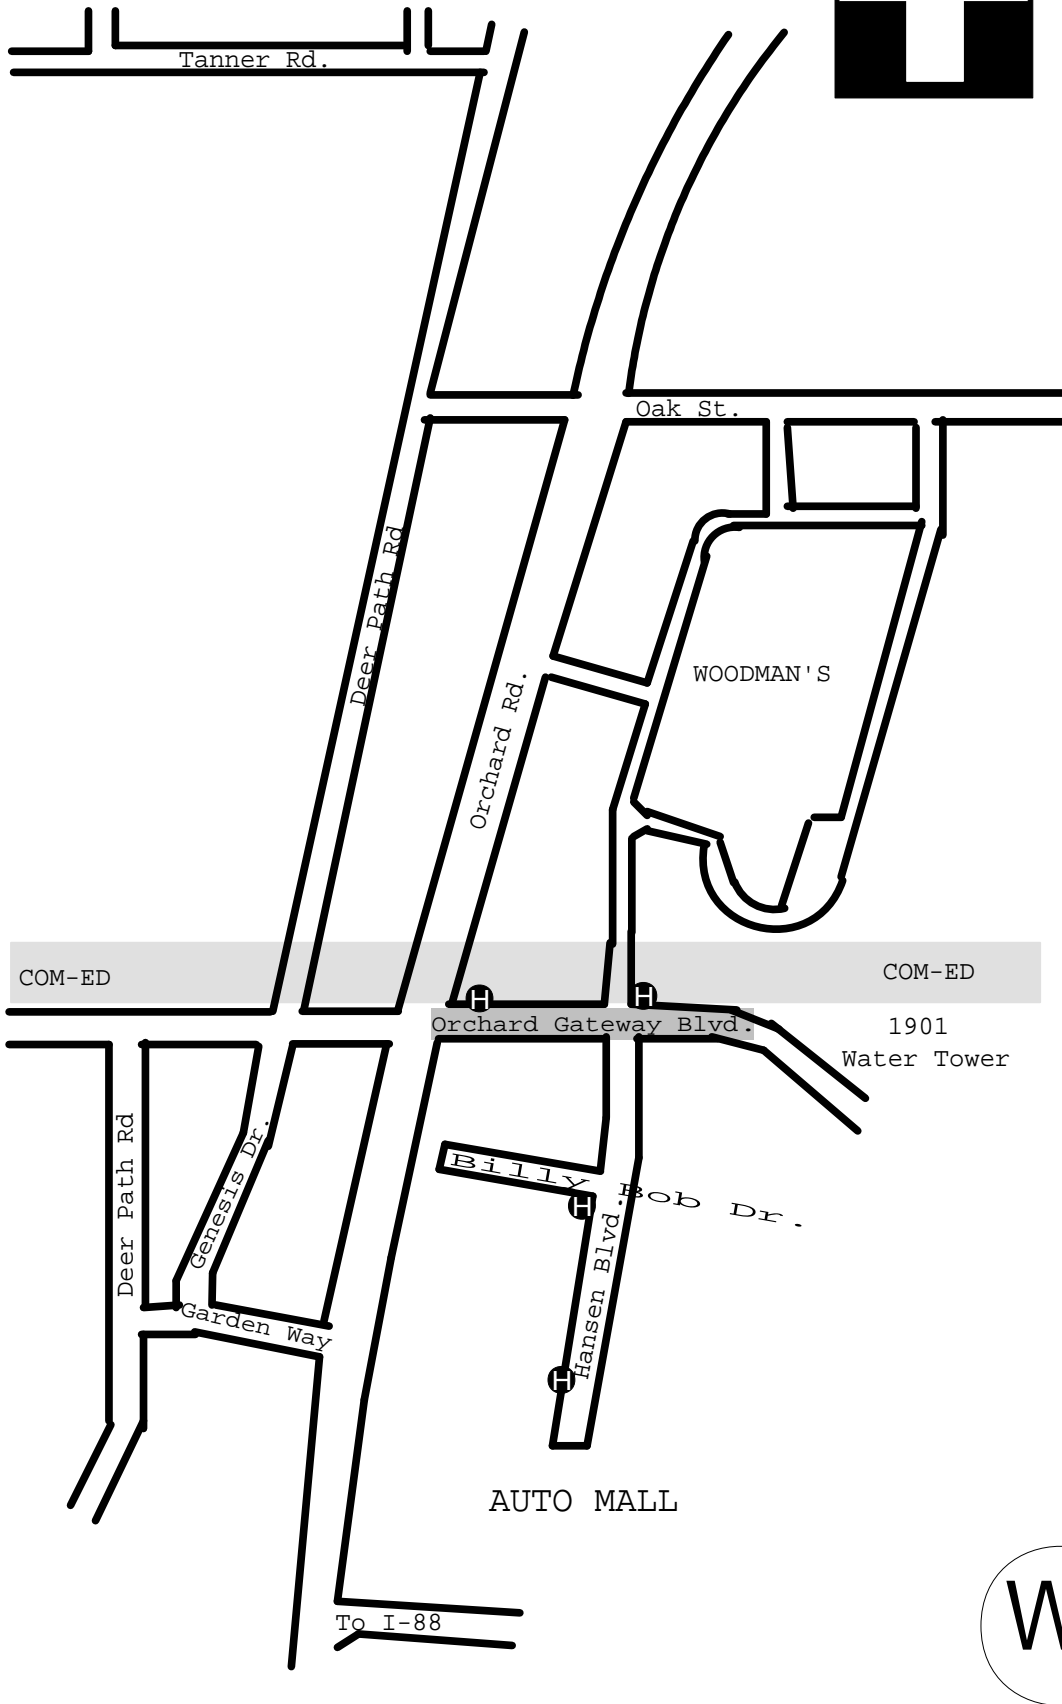 Tanner Rd.
Oak St.
Deer Path Rd
WOODMAN'S
Orchard Rd.
COM-ED
COM-ED
H
H
Orchard Gateway Blvd.
1901
Water Tower
Deer Path Rd
Genesis Dr.
Billy Bob Dr.
H
Hansen Blvd.
Garden Way
H
AUTO MALL
To I-88
W